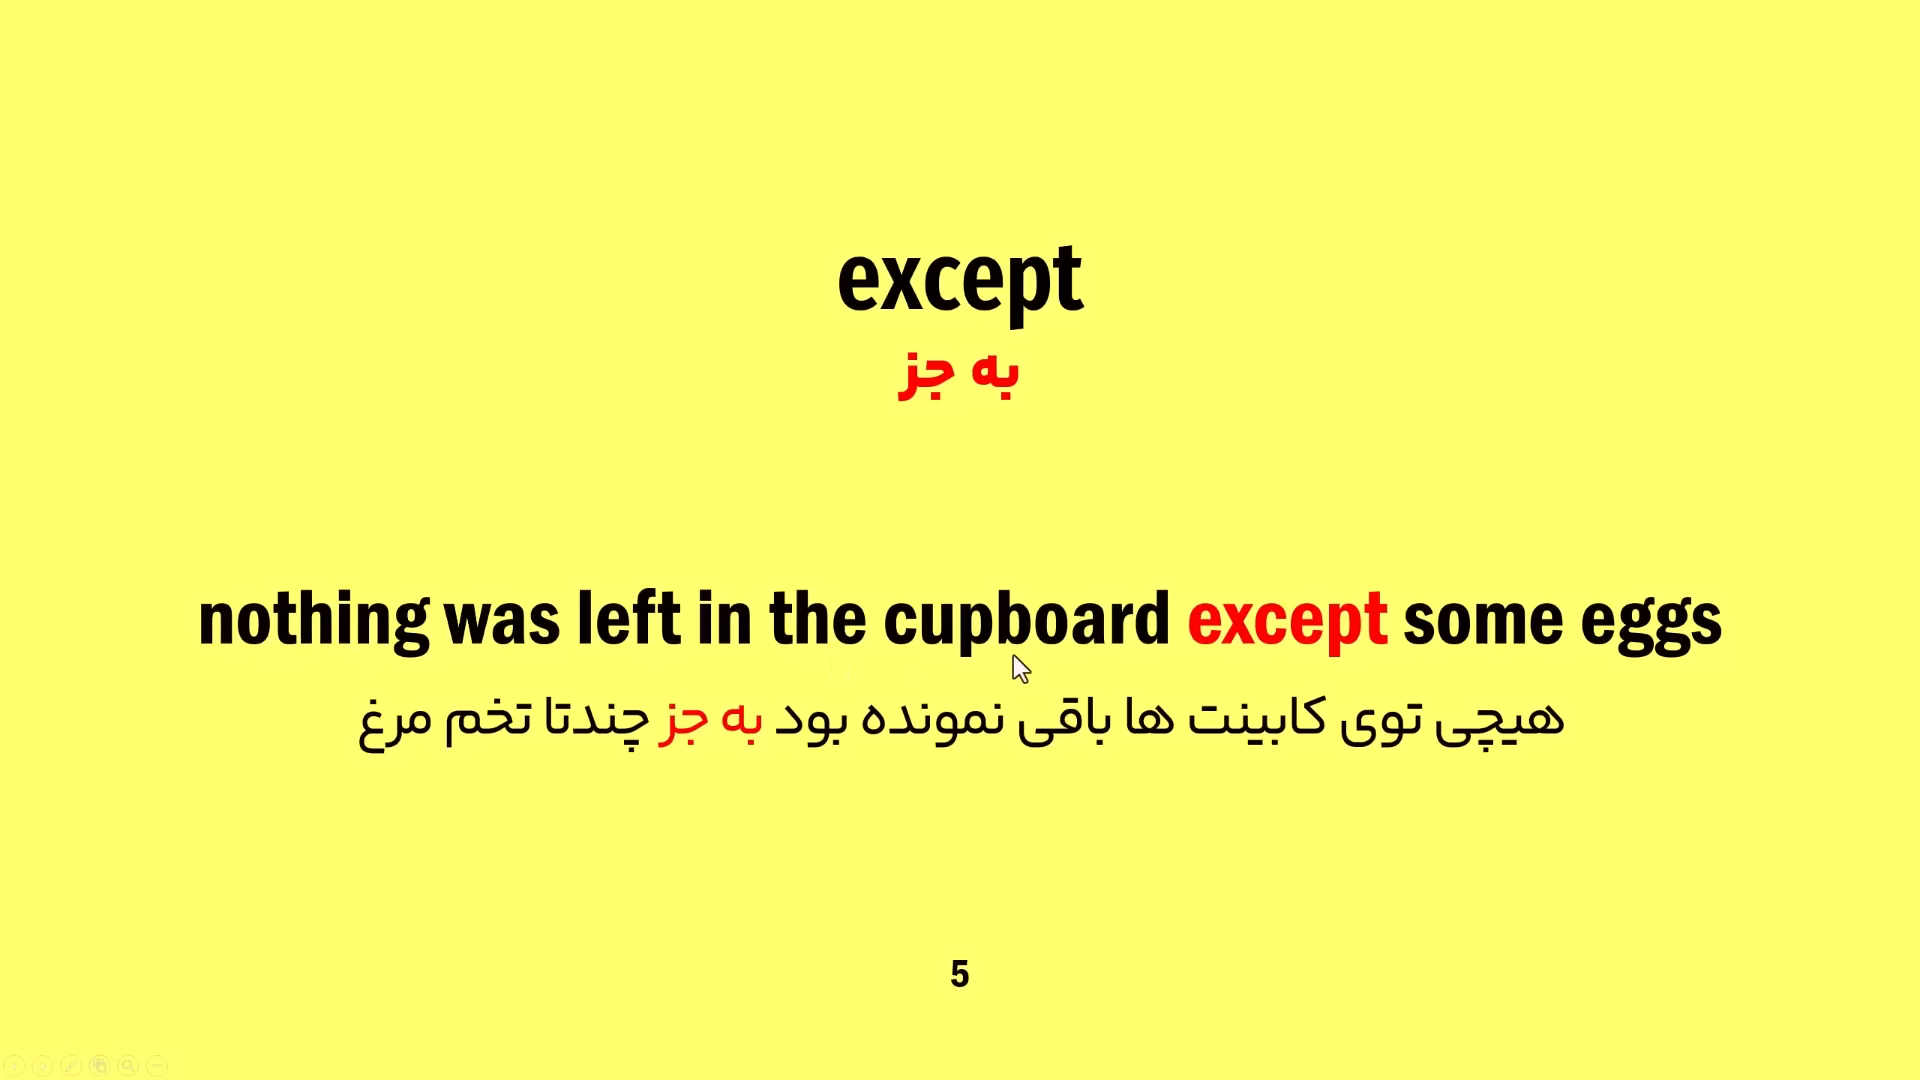 except
به جز
nothing was left in the cupboard except some eggs
هیچی توی کابینت ها باقی نمونده بود به جز چندتا تخم مرغ
5